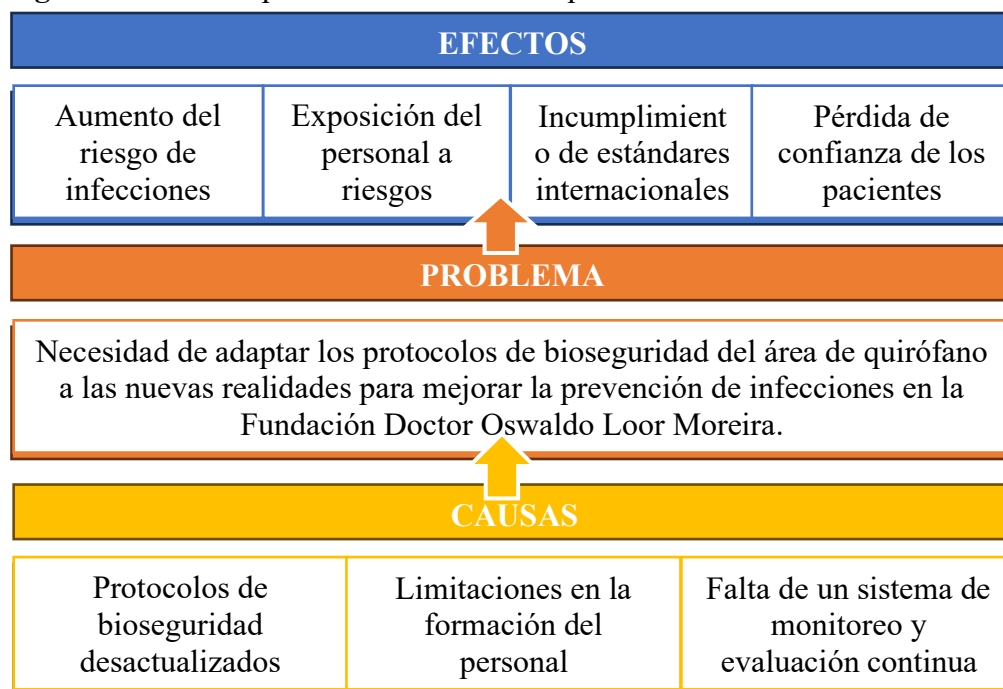 EFECTOS
Aumento del
riesgo de
infecciones
Exposición del
personal a
riesgos
Incumplimient
o de estándares
internacionales
Pérdida de
confianza de los
pacientes
PROBLEMA
Necesidad de adaptar los protocolos de bioseguridad del área de quirófano
a las nuevas realidades para mejorar la prevención de infecciones en la
Fundación Doctor Oswaldo Loor Moreira.
CAUSAS
Protocolos de
bioseguridad
desactualizados
Limitaciones en la
formación del
personal
Falta de un sistema de
monitoreo y
evaluación continua